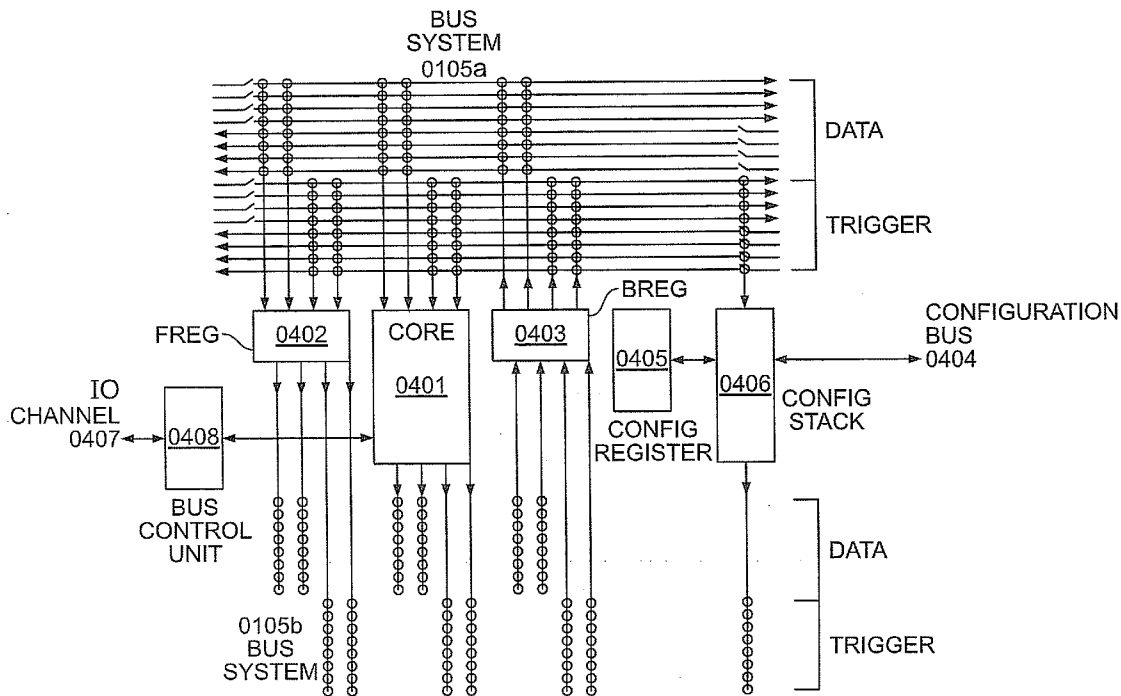 BUS
SYSTEM
0105a
DATA
TRIGGER
FREG
0402
CORE
0401
BREG
0403
0405
CONFIG
REGISTER
0406
CONFIG
STACK
CONFIGURATION
BUS
0404
IO
CHANNEL
0407
0408
BUS
CONTROL
UNIT
DATA
0105b
BUS
SYSTEM
TRIGGER